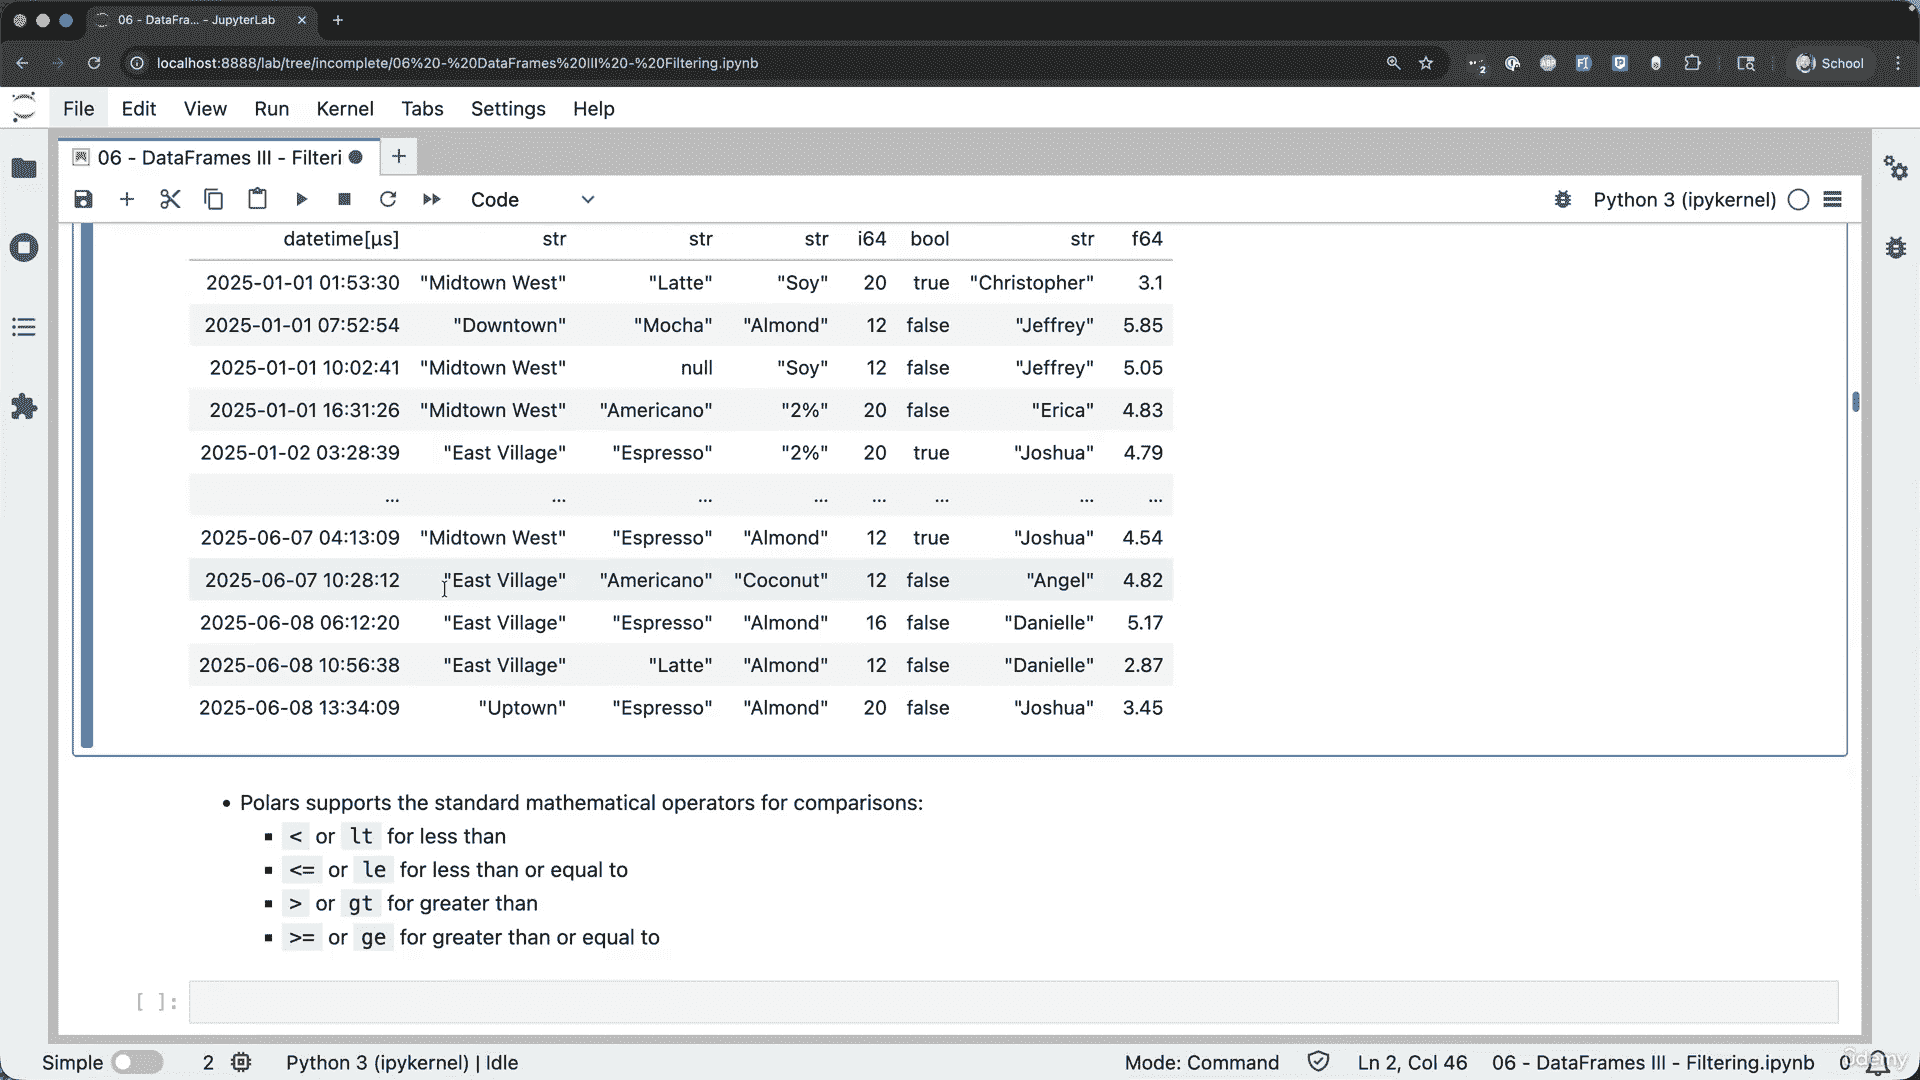 06 - DataFra... - JupyterLab
localhost:8888/lab/tree/incomplete/06%20-%20DataFrames%20III%20-%20Filtering.ipynb
2
ABP
School
File Edit View Run Kernel Tabs Settings Help
06 - DataFrames III - Filteri
Code
Python 3 (ipykernel)
datetime[μs] str str str i64 bool str f64
2025-01-01 01:53:30 "Midtown West" "Latte" "Soy" 20 true "Christopher" 3.1
2025-01-01 07:52:54 "Downtown" "Mocha" "Almond" 12 false "Jeffrey" 5.85
2025-01-01 10:02:41 "Midtown West" null "Soy" 12 false "Jeffrey" 5.05
2025-01-01 16:31:26 "Midtown West" "Americano" "2%" 20 false "Erica" 4.83
2025-01-02 03:28:39 "East Village" "Espresso" "2%" 20 true "Joshua" 4.79
... ... ... ... ... ... ... ...
2025-06-07 04:13:09 "Midtown West" "Espresso" "Almond" 12 true "Joshua" 4.54
2025-06-07 10:28:12 "East Village" "Americano" "Coconut" 12 false "Angel" 4.82
2025-06-08 06:12:20 "East Village" "Espresso" "Almond" 16 false "Danielle" 5.17
2025-06-08 10:56:38 "East Village" "Latte" "Almond" 12 false "Danielle" 2.87
2025-06-08 13:34:09 "Uptown" "Espresso" "Almond" 20 false "Joshua" 3.45
• Polars supports the standard mathematical operators for comparisons:
▪ < or lt for less than
▪ <= or le for less than or equal to
▪ > or gt for greater than
▪ >= or ge for greater than or equal to
[ ]:
Simple 2 Python 3 (ipykernel) | Idle Mode: Command Ln 2, Col 46 06 - DataFrames III - Filtering.ipynb 0
udemy